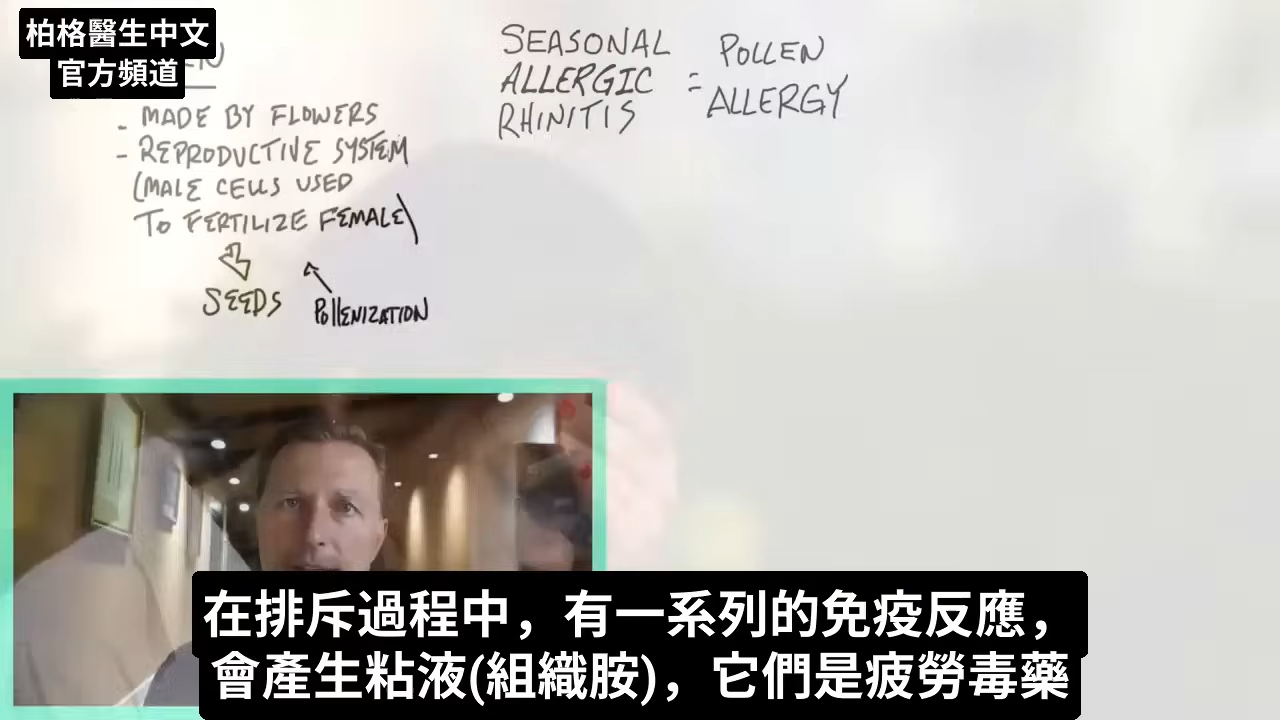 柏格醫生中文
官方頻道
- MADE BY FLOWERS
- REPRODUCTIVE SYSTEM
(MALE CELLS USED
TO FERTILIZE FEMALE)
SEEDS
POLLENIZATION
SEASONAL
ALLERGIC
RHINITIS
= POLLEN
ALLERGY
在排斥過程中，有一系列的免疫反應，
會產生粘液(組織胺)，它們是疲勞毒藥